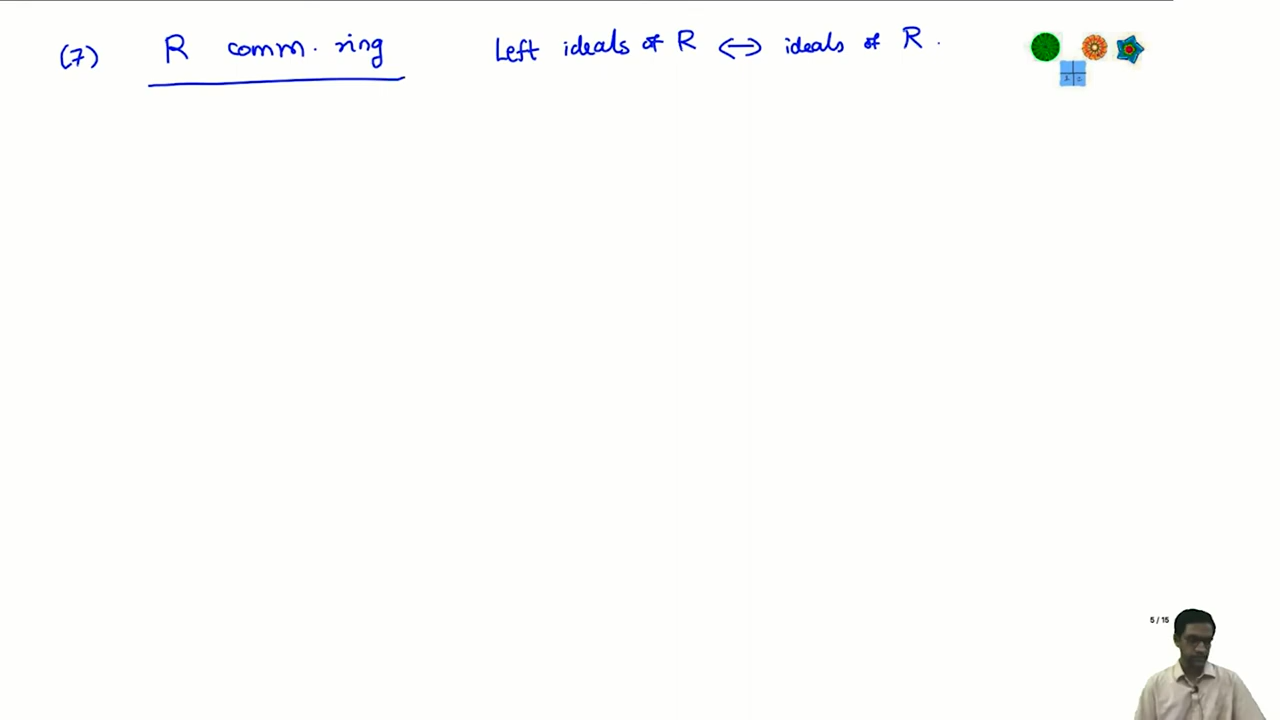 (7) R comm. ring Left ideals of R ↔ ideals of R.
5 / 15